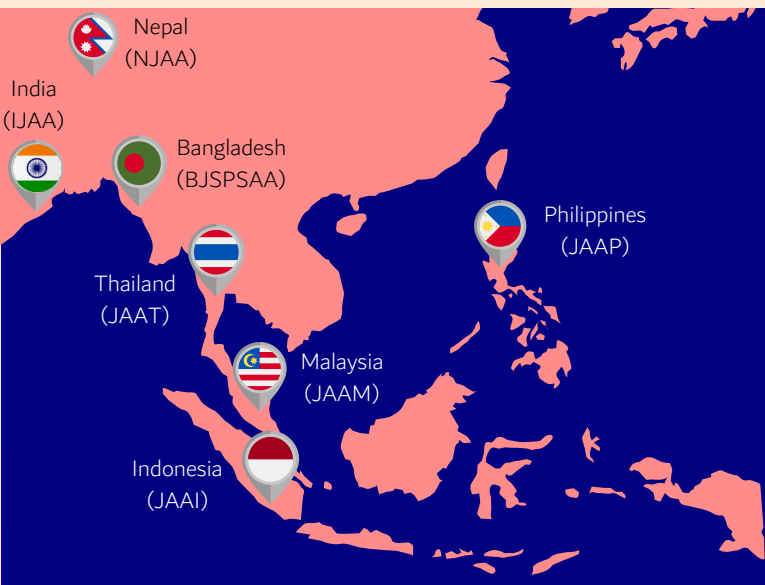 Nepal
(NJAA)
India
(IJAA)
Bangladesh
(BJSPSAA)
Philippines
(JAAP)
Thailand
(JAAT)
Malaysia
(JAAM)
Indonesia
(JAAI)